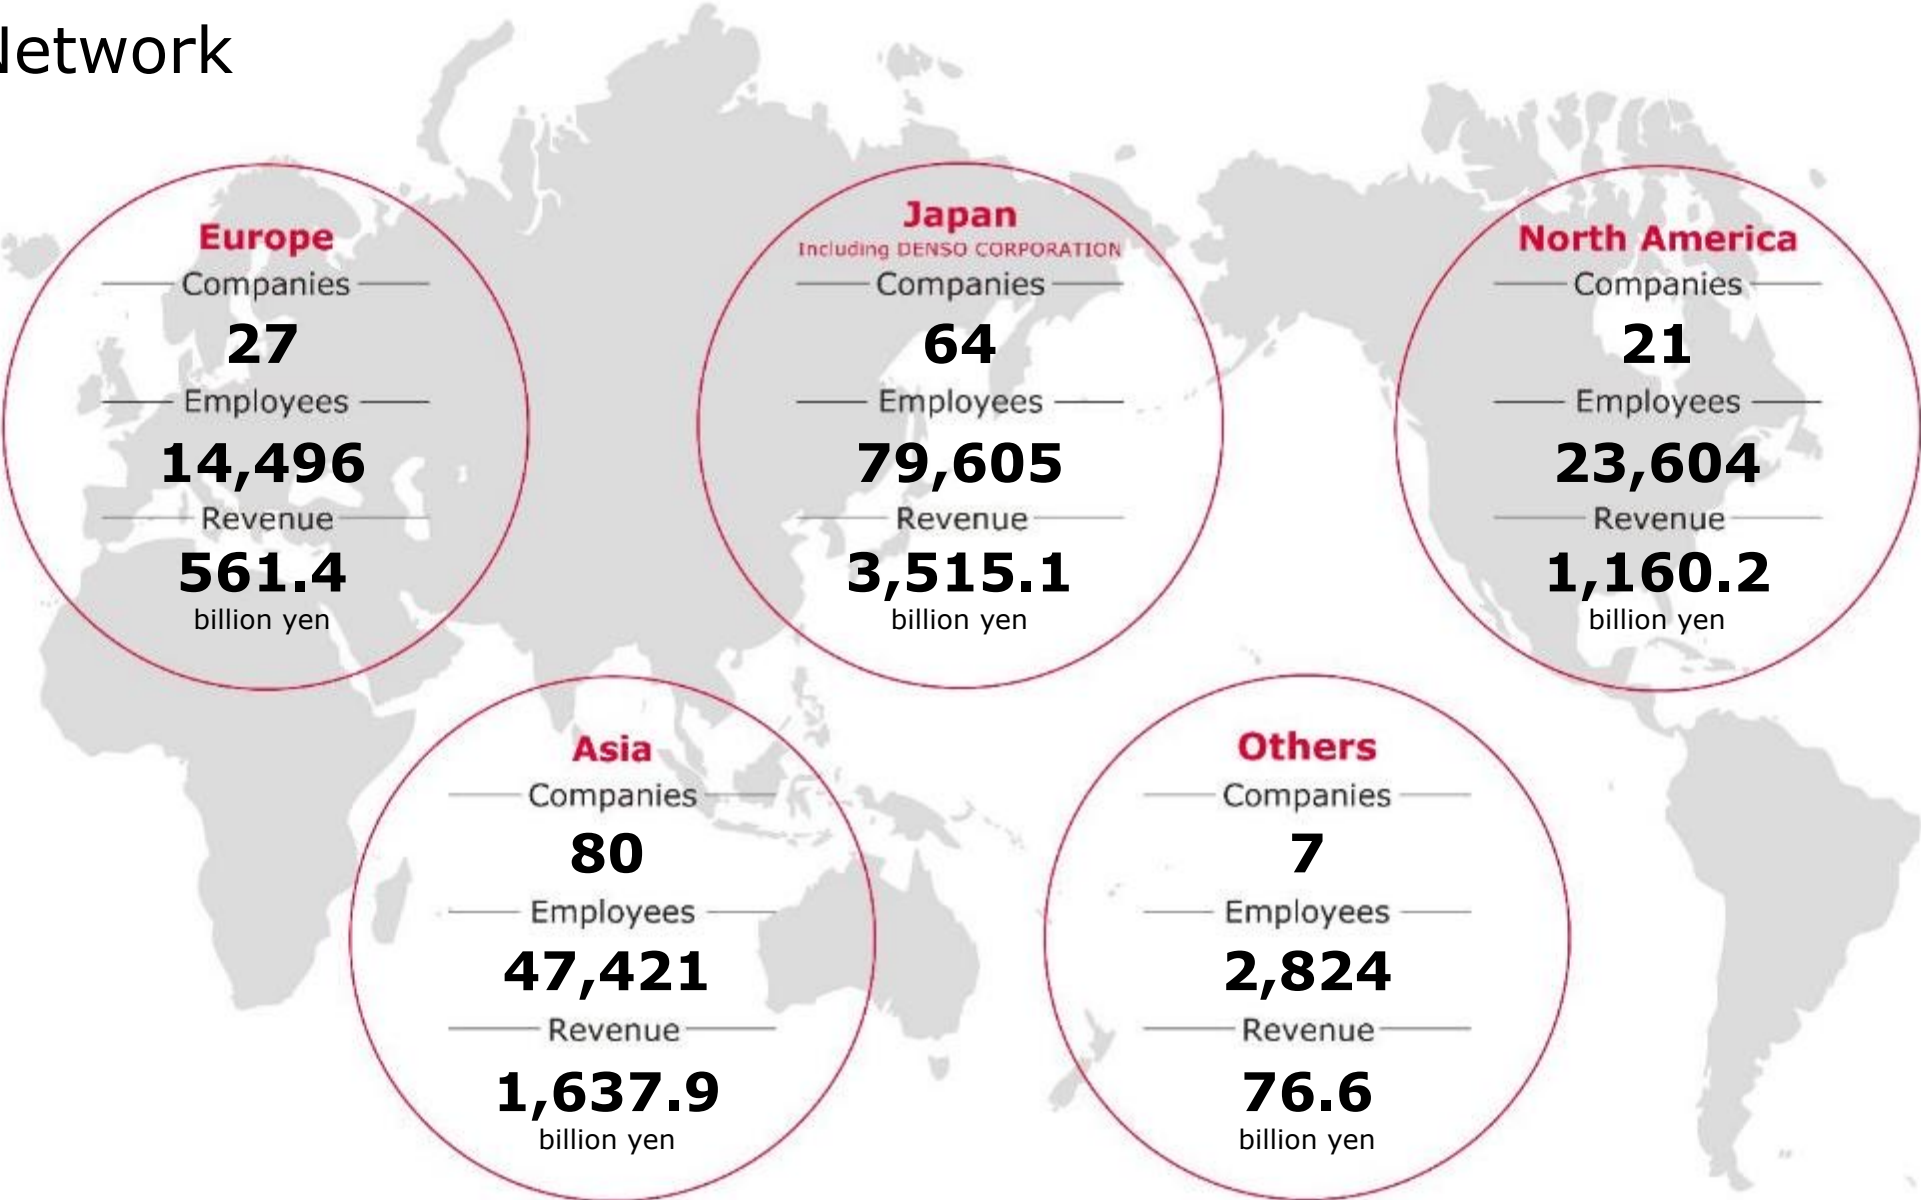 Network
Europe
Companies
27
Employees
14,496
Revenue
561.4
billion yen
Japan
Including DENSO CORPORATION
Companies
64
Employees
79,605
Revenue
3,515.1
billion yen
North America
Companies
21
Employees
23,604
Revenue
1,160.2
billion yen
Asia
Companies
80
Employees
47,421
Revenue
1,637.9
billion yen
Others
Companies
7
Employees
2,824
Revenue
76.6
billion yen